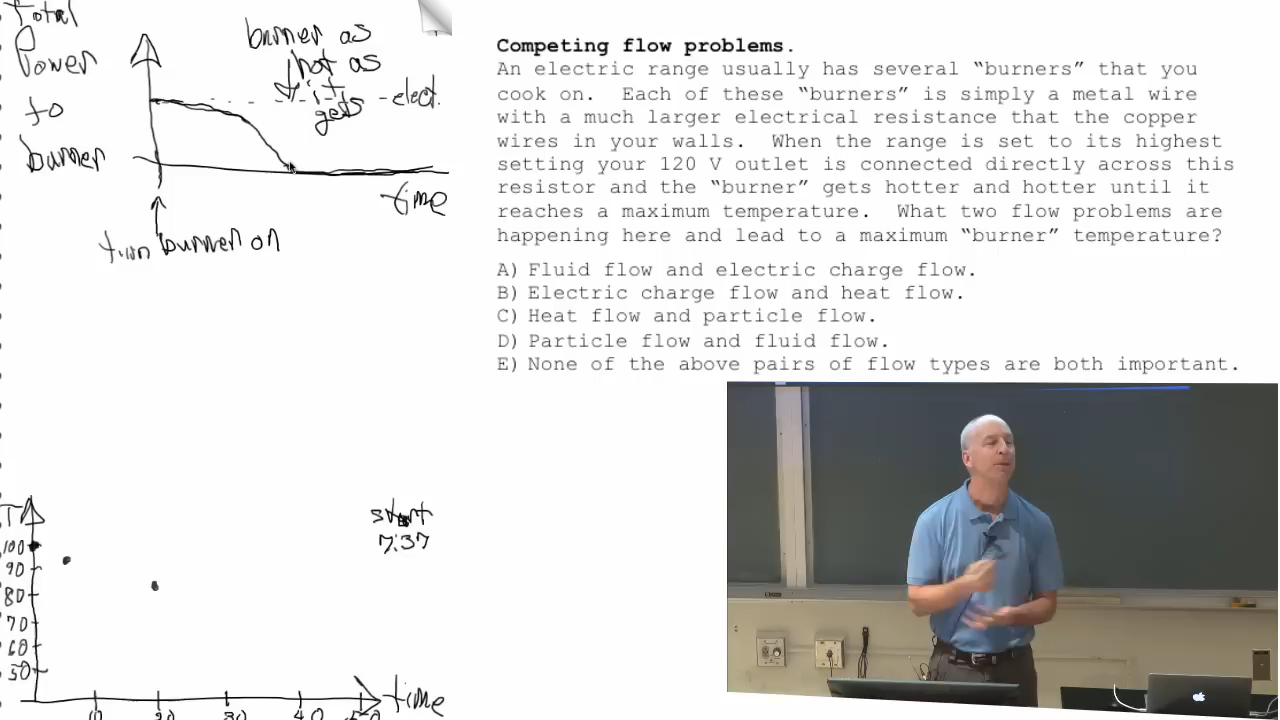 Total
Power
to
burner
burner as
hot as
it
gets
elect.
time
turn burner on
Competing flow problems.
An electric range usually has several “burners” that you
cook on. Each of these “burners” is simply a metal wire
with a much larger electrical resistance that the copper
wires in your walls. When the range is set to its highest
setting your 120 V outlet is connected directly across this
resistor and the “burner” gets hotter and hotter until it
reaches a maximum temperature. What two flow problems are
happening here and lead to a maximum “burner” temperature?
A) Fluid flow and electric charge flow.
B) Electric charge flow and heat flow.
C) Heat flow and particle flow.
D) Particle flow and fluid flow.
E) None of the above pairs of flow types are both important.
T
start
7:37
100
90
80
70
60
50
time
10 20 30 40 50